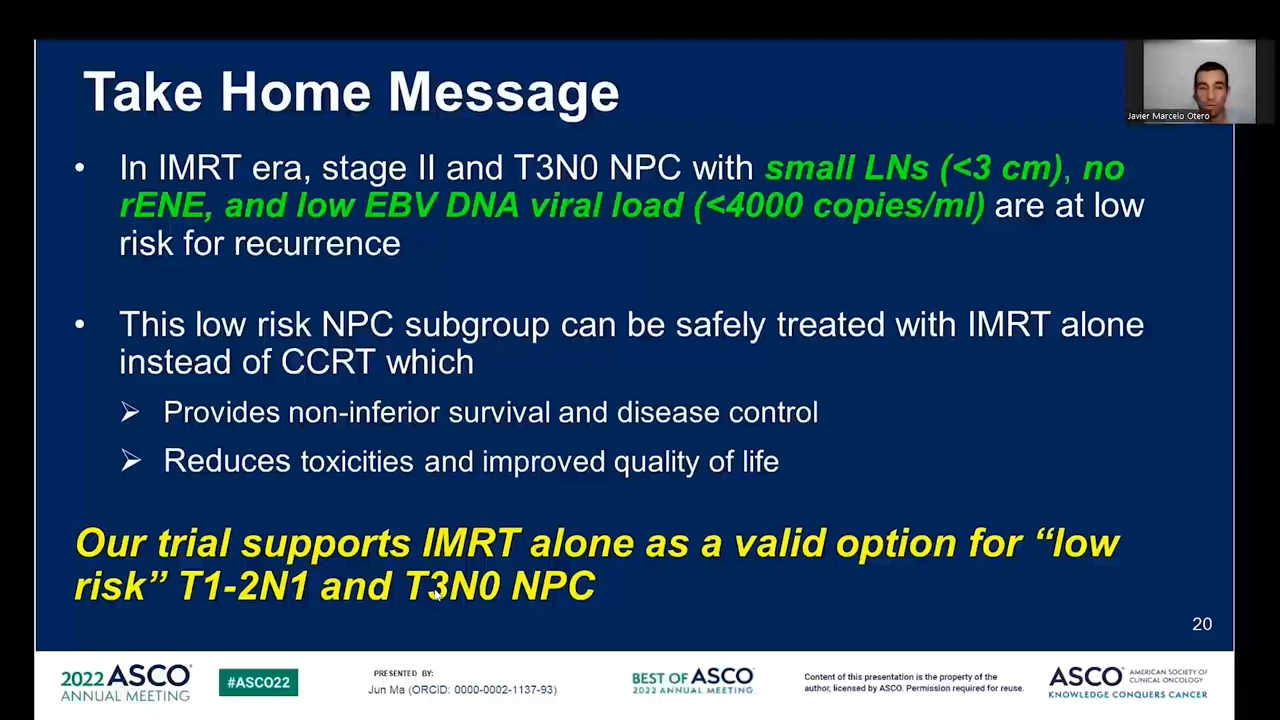 Take Home Message
Javier Marcelo Otero
• In IMRT era, stage II and T3N0 NPC with small LNs (<3 cm), no
rENE, and low EBV DNA viral load (<4000 copies/ml) are at low
risk for recurrence
• This low risk NPC subgroup can be safely treated with IMRT alone
instead of CCRT which
➢ Provides non-inferior survival and disease control
➢ Reduces toxicities and improved quality of life
Our trial supports IMRT alone as a valid option for “low
risk” T1-2N1 and T3N0 NPC
20
2022 ASCO
ANNUAL MEETING
#ASCO22
PRESENTED BY:
Jun Ma (ORCID: 0000-0002-1137-93)
BEST OF ASCO
2022 ANNUAL MEETING
Content of this presentation is the property of the
author, licensed by ASCO. Permission required for reuse.
ASCO AMERICAN SOCIETY OF
CLINICAL ONCOLOGY
KNOWLEDGE CONQUERS CANCER